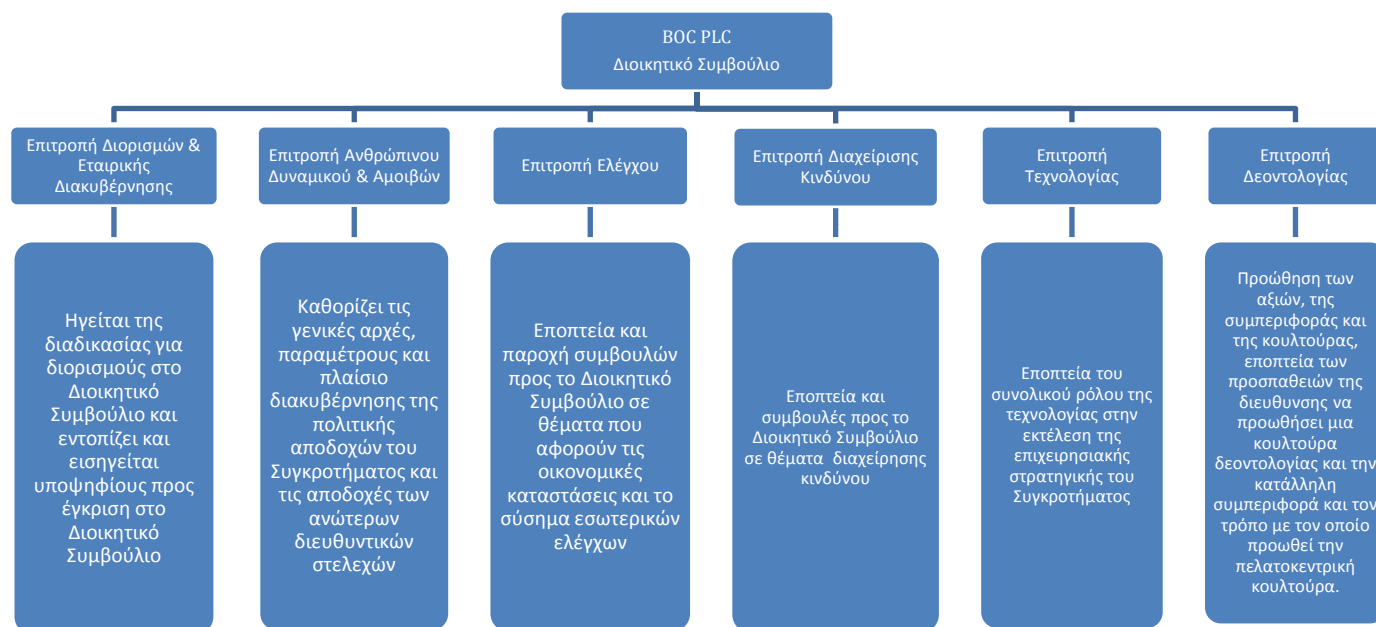 BOC PLC
Διοικητικό Συμβούλιο
Επιτροπή Διορισμών &
Εταιρικής
Διακυβέρνησης
Επιτροπή Ανθρώπινου
Δυναμικού & Αμοιβών
Επιτροπή Ελέγχου
Επιτροπή Διαχείρισης
Κινδύνου
Επιτροπή
Τεχνολογίας
Επιτροπή
Δεοντολογίας
Ηγείται της
διαδικασίας για
διορισμούς στο
Διοικητικό
Συμβούλιο και
εντοπίζει και
εισηγείται
υποψηφίους προς
έγκριση στο
Διοικητικό
Συμβούλιο
Καθορίζει τις
γενικές αρχές,
παραμέτρους και
πλαίσιο
διακυβέρνησης της
πολιτικής
αποδοχών του
Συγκροτήματος και
τις αποδοχές των
ανώτερων
διευθυντικών
στελεχών
Εποπτεία και
παροχή συμβουλών
προς το Διοικητικό
Συμβούλιο σε
θέματα που
αφορούν τις
οικονομικές
καταστάσεις και το
σύσημα εσωτερικών
ελέγχων
Εποπτεία και
συμβουλές προς το
Διοικητικό Συμβούλιο
σε θέματα διαχείρησης
κινδύνου
Εποπτεία του
συνολικού ρόλου της
τεχνολογίας στην
εκτέλεση της
επιχειρησιακής
στρατηγικής του
Συγκροτήματος
Προώθηση των
αξιών, της
συμπεριφοράς και
της κουλτούρας,
εποπτεία των
προσπαθειών της
διευθυνσης να
προωθήσει μια
κουλτούρα
δεοντολογίας και την
κατάλληλη
συμπεριφορά και τον
τρόπο με τον οποίο
προωθεί την
πελατοκεντρική
κουλτούρα.